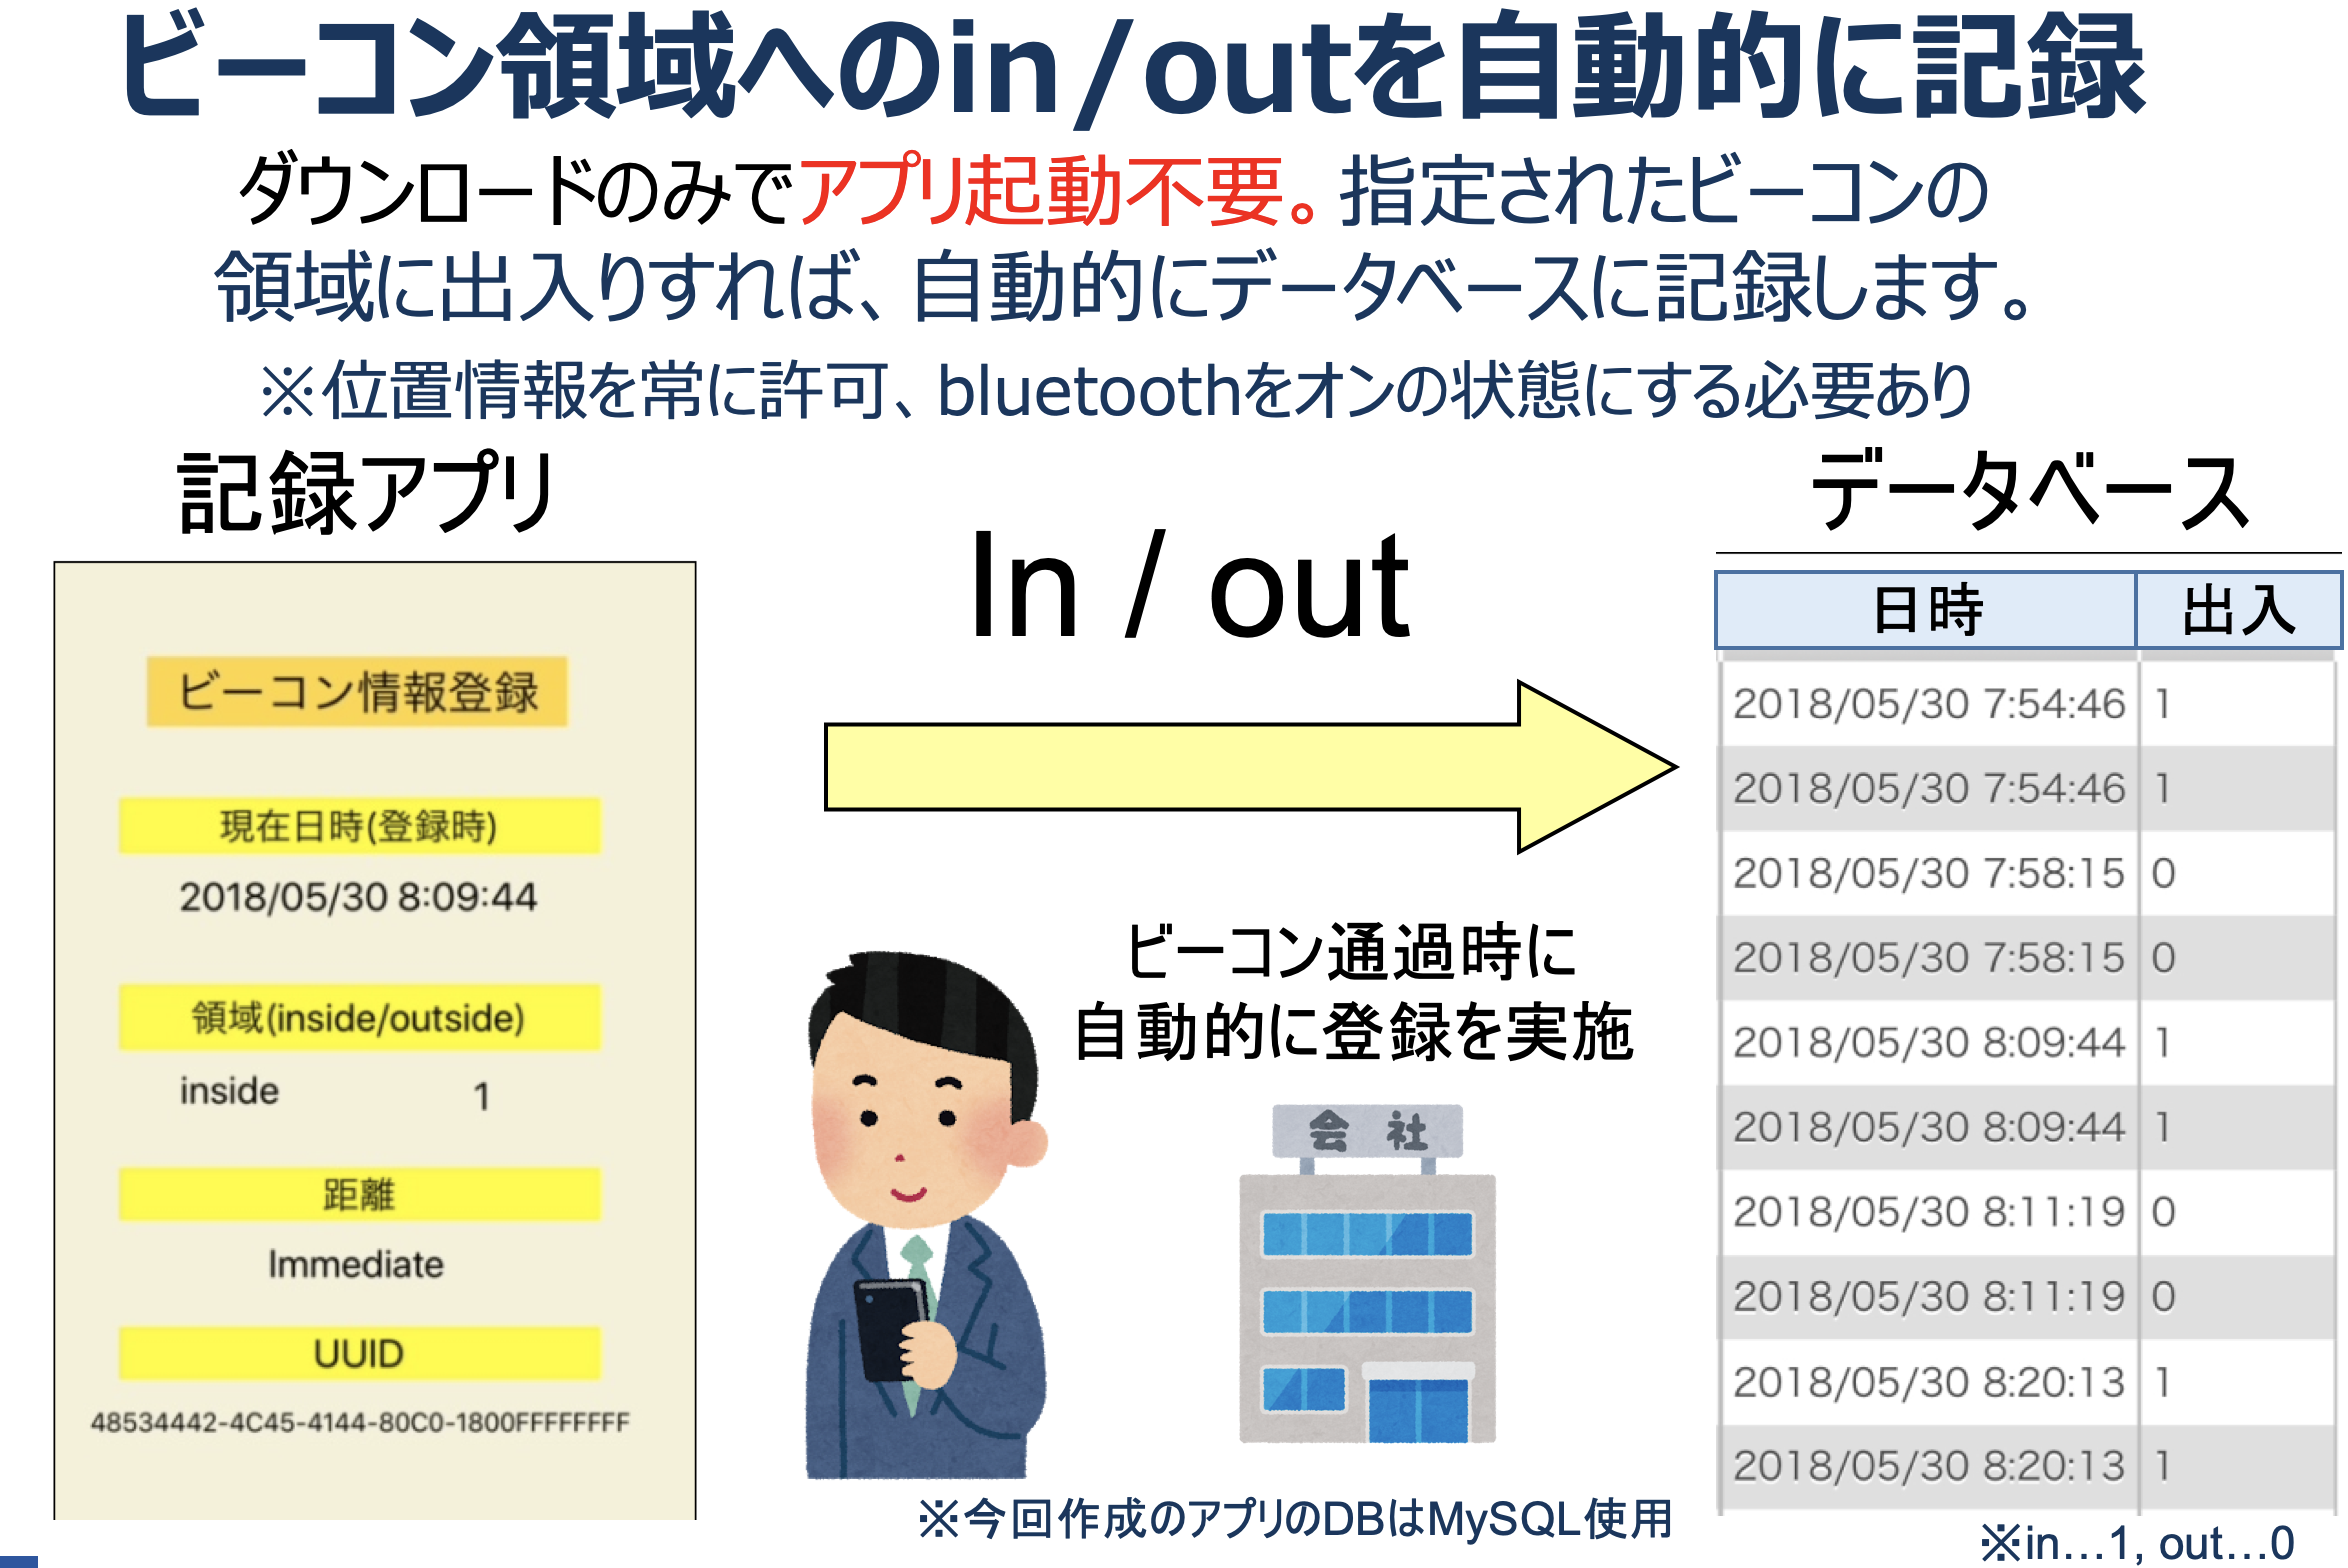 ビーコン領域へのin/outを自動的に記録
ダウンロードのみでアプリ起動不要。指定されたビーコンの
領域に出入りすれば、自動的にデータベースに記録します。
※位置情報を常に許可、bluetoothをオンの状態にする必要あり
記録アプリ
ビーコン情報登録
現在日時(登録時)
2018/05/30 8:09:44
領域(inside/outside)
inside 1
距離
Immediate
UUID
48534442-4C45-4144-80C0-1800FFFFFFFF
In / out
ビーコン通過時に
自動的に登録を実施
会社
※今回作成のアプリのDBはMySQL使用
データベース
日時 出入
2018/05/30 7:54:46 1
2018/05/30 7:54:46 1
2018/05/30 7:58:15 0
2018/05/30 7:58:15 0
2018/05/30 8:09:44 1
2018/05/30 8:09:44 1
2018/05/30 8:11:19 0
2018/05/30 8:11:19 0
2018/05/30 8:20:13 1
2018/05/30 8:20:13 1
※in…1, out…0